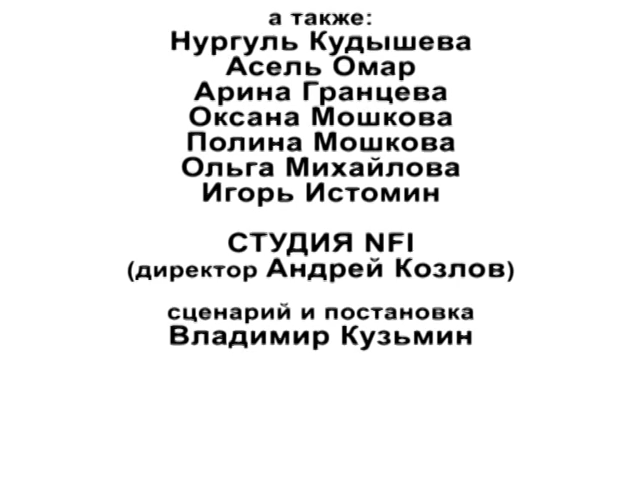 а также:
Нургуль Кудышева
Асель Омар
Арина Гранцева
Оксана Мошкова
Полина Мошкова
Ольга Михайлова
Игорь Истомин
СТУДИЯ NFI
(директор Андрей Козлов)
сценарий и постановка
Владимир Кузьмин